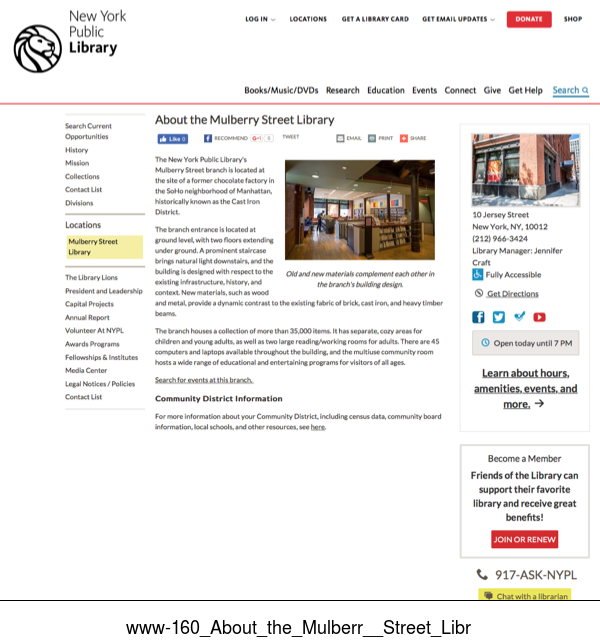 New York
Public
Library
LOG IN
LOCATIONS
GET A LIBRARY CARD
GET EMAIL UPDATES
DONATE
SHOP
Books/Music/DVDs
Research
Education
Events
Connect
Give
Get Help
Search
Search Current
Opportunities
History
Mission
Collections
Contact List
Divisions
Locations
Mulberry Street
Library
The Library Lions
President and Leadership
Capital Projects
Annual Report
Volunteer At NYPL
Awards Programs
Fellowships & Institutes
Media Center
Legal Notices / Policies
Contact List
About the Mulberry Street Library
Like 0
RECOMMEND
G+1
0
TWEET
EMAIL
PRINT
SHARE
The New York Public Library's
Mulberry Street branch is located at
the site of a former chocolate factory in
the SoHo neighborhood of Manhattan,
historically known as the Cast Iron
District.
The branch entrance is located at
ground level, with two floors extending
under ground. A prominent staircase
brings natural light downstairs, and the
building is designed with respect to the
existing infrastructure, history, and
context. New materials, such as wood
and metal, provide a dynamic contrast to the existing fabric of brick, cast iron, and heavy timber
beams.
Old and new materials complement each other in
the branch's building design.
The branch houses a collection of more than 35,000 items. It has separate, cozy areas for
children and young adults, as well as two large reading/working rooms for adults. There are 45
computers and laptops available throughout the building, and the multiuse community room
hosts a wide range of educational and entertaining programs for visitors of all ages.
Search for events at this branch.
Community District Information
For more information about your Community District, including census data, community board
information, local schools, and other resources, see here.
10 Jersey Street
New York, NY, 10012
(212) 966-3424
Library Manager: Jennifer
Craft
Fully Accessible
Get Directions
Open today until 7 PM
Learn about hours,
amenities, events, and
more. →
Become a Member
Friends of the Library can
support their favorite
library and receive great
benefits!
JOIN OR RENEW
917-ASK-NYPL
Chat with a librarian
www-160_About_the_Mulberr__Street_Libr